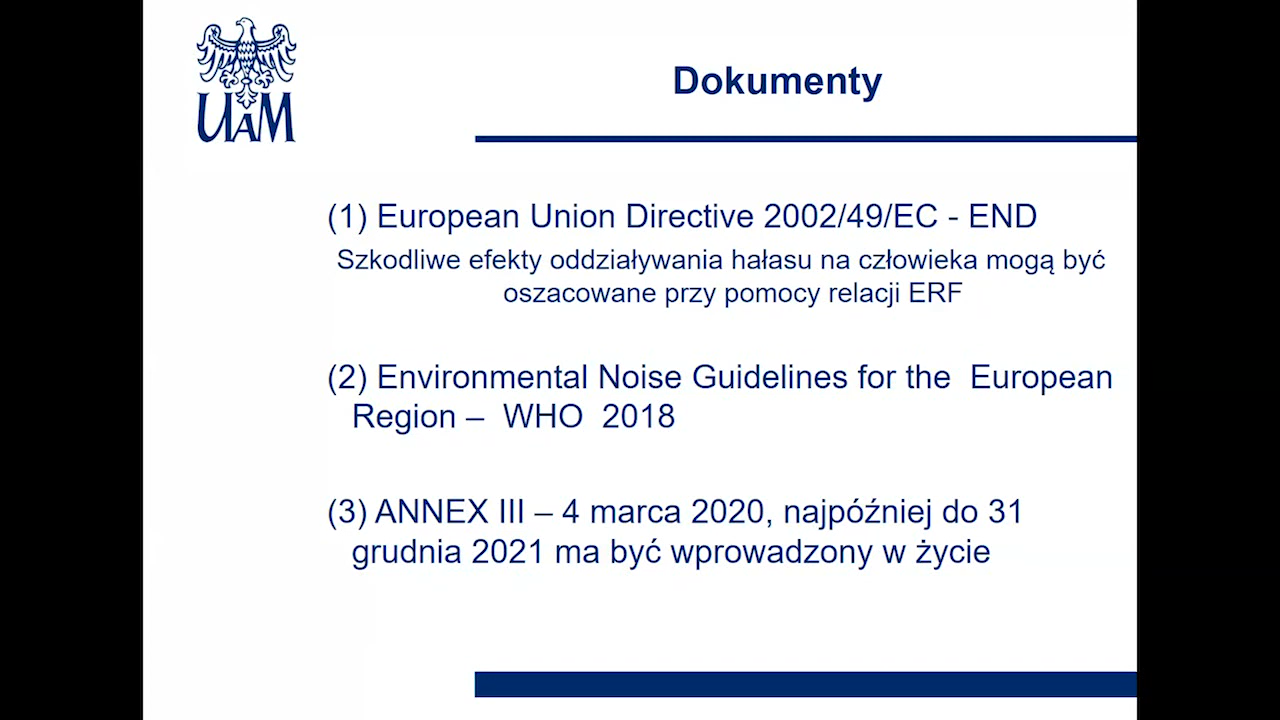 UAM
Dokumenty
(1) European Union Directive 2002/49/EC - END
Szkodliwe efekty oddziaływania hałasu na człowieka mogą być
oszacowane przy pomocy relacji ERF
(2) Environmental Noise Guidelines for the  European
Region –  WHO  2018
(3) ANNEX III – 4 marca 2020, najpóźniej do 31
grudnia 2021 ma być wprowadzony w życie